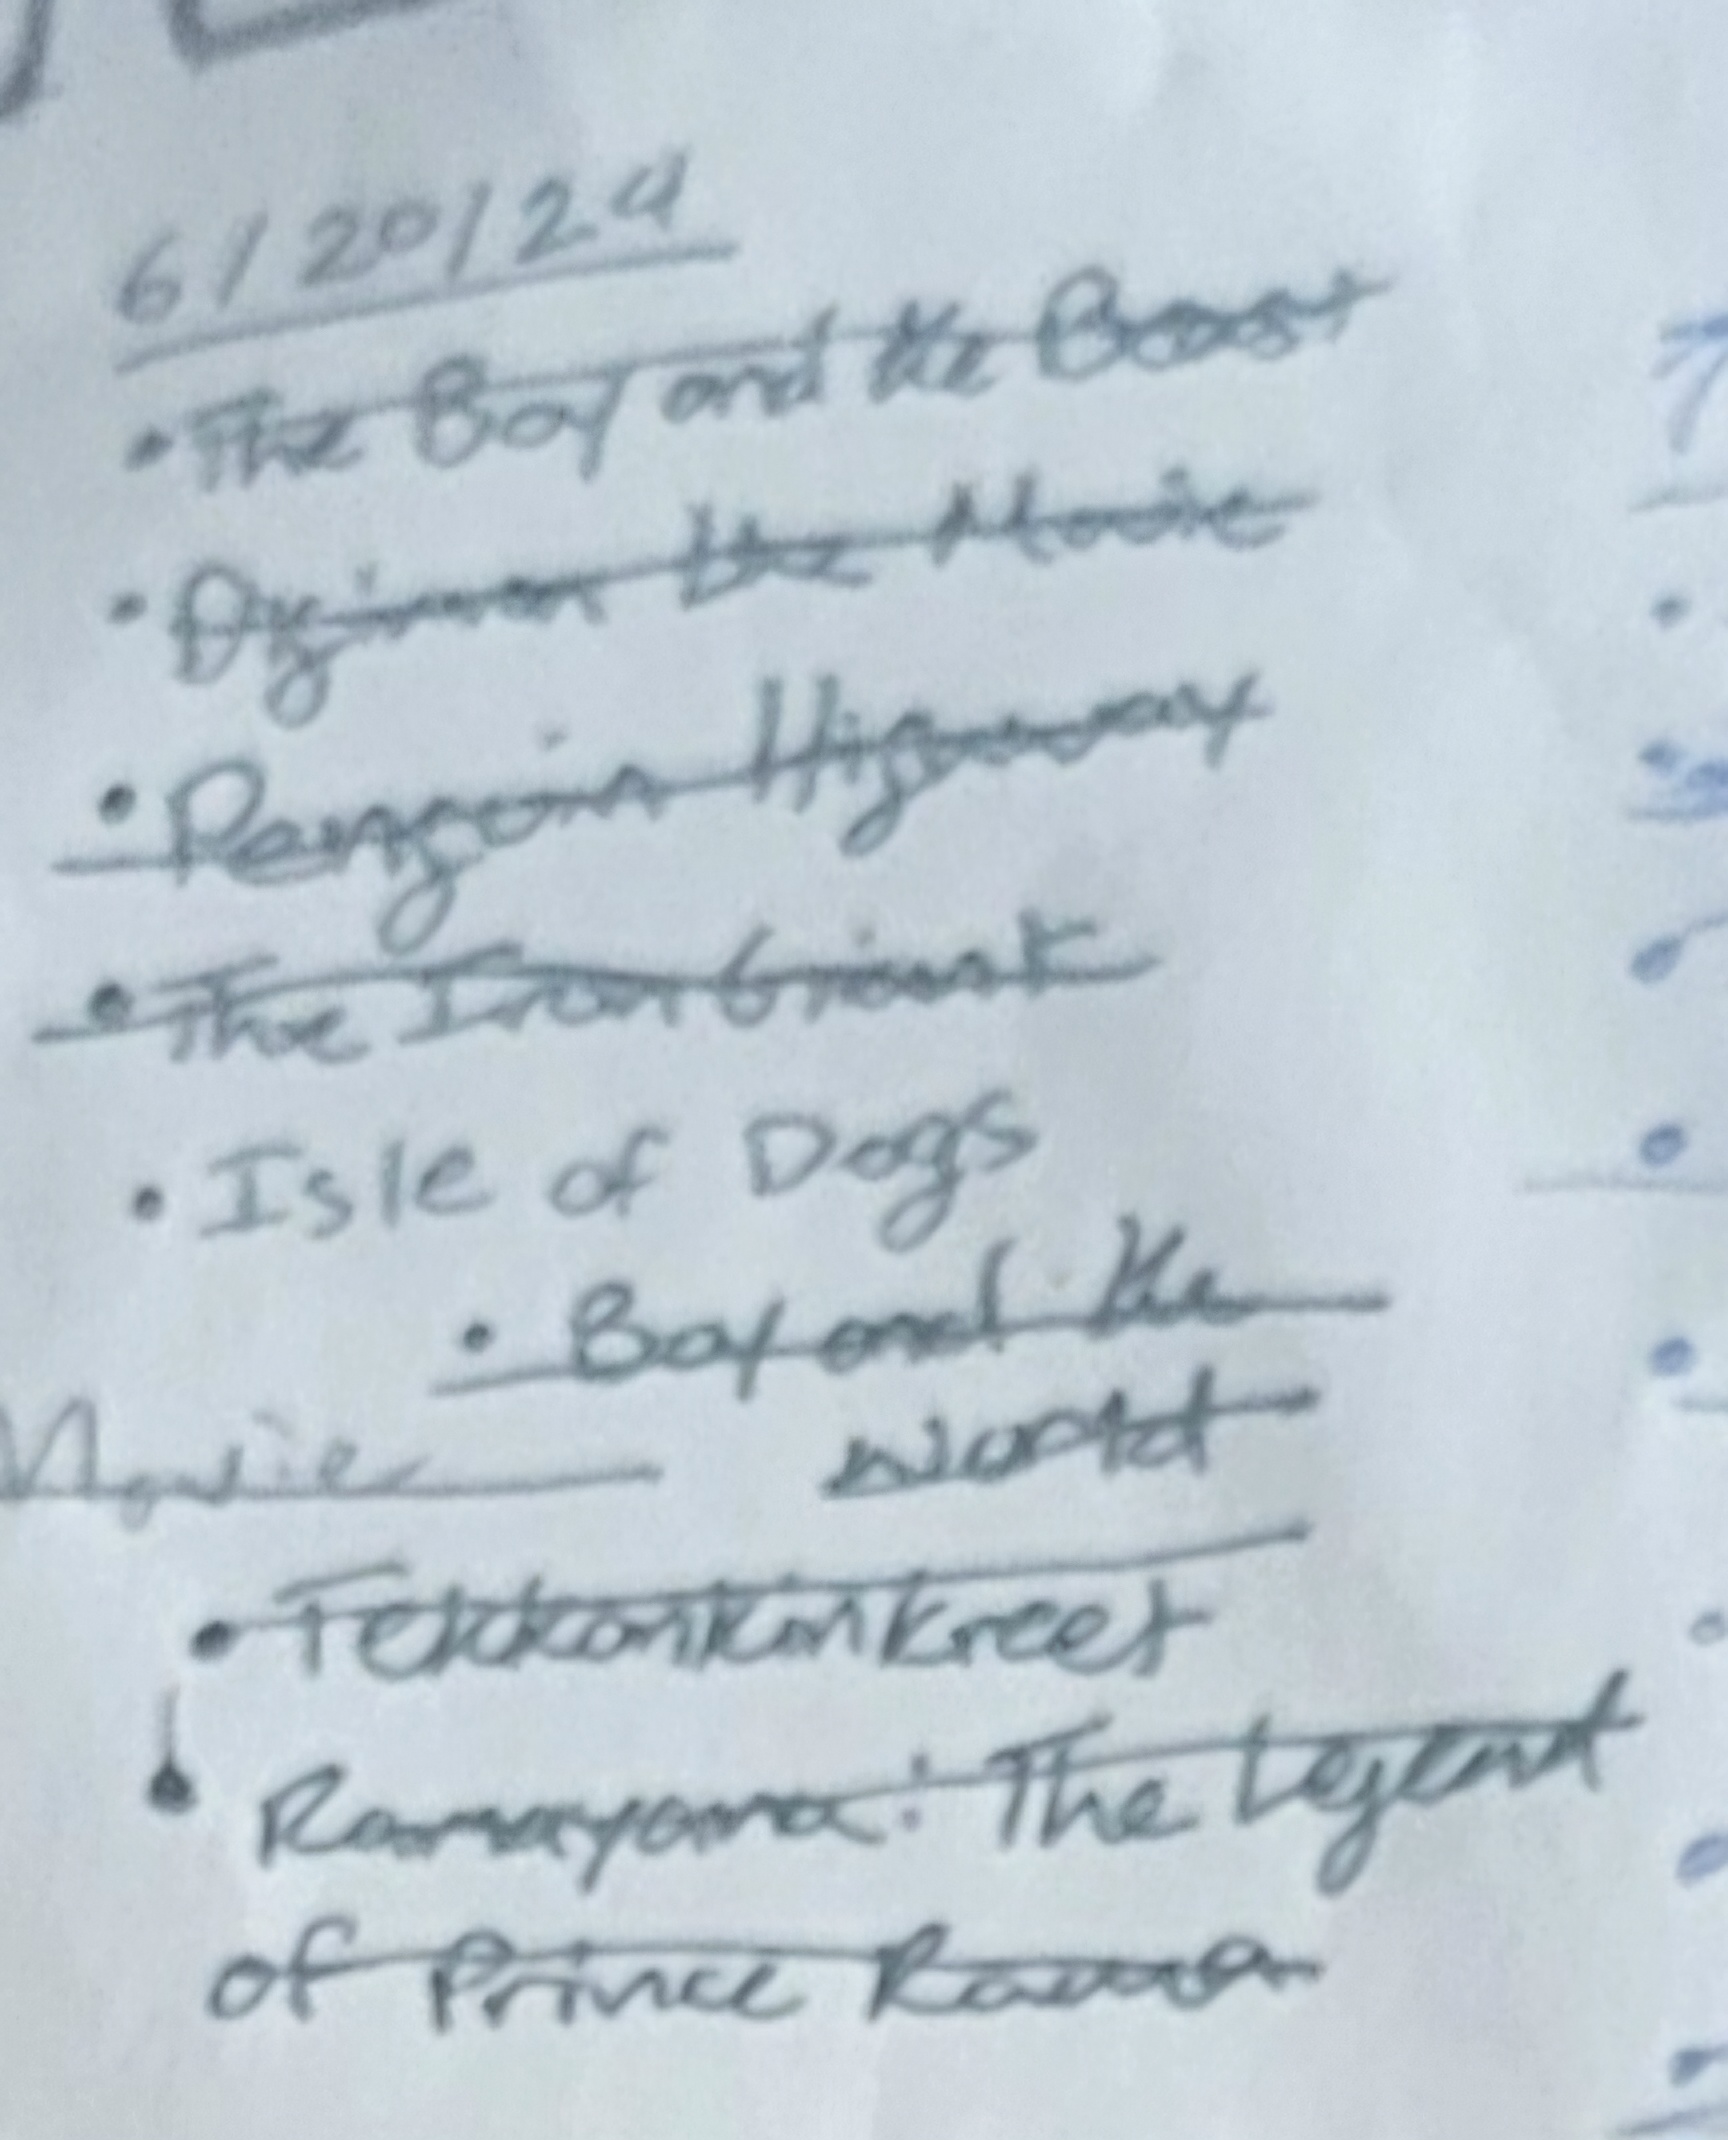 6/20/24
• The Boy and the Beast
• Digimon the Movie
• Penguin Higway
• The Iron Giant
• Isle of Dogs
• Boy and the
Movie
World
• Tekkonkinkreet
• Ramayana: The Legend
of Prince Rama